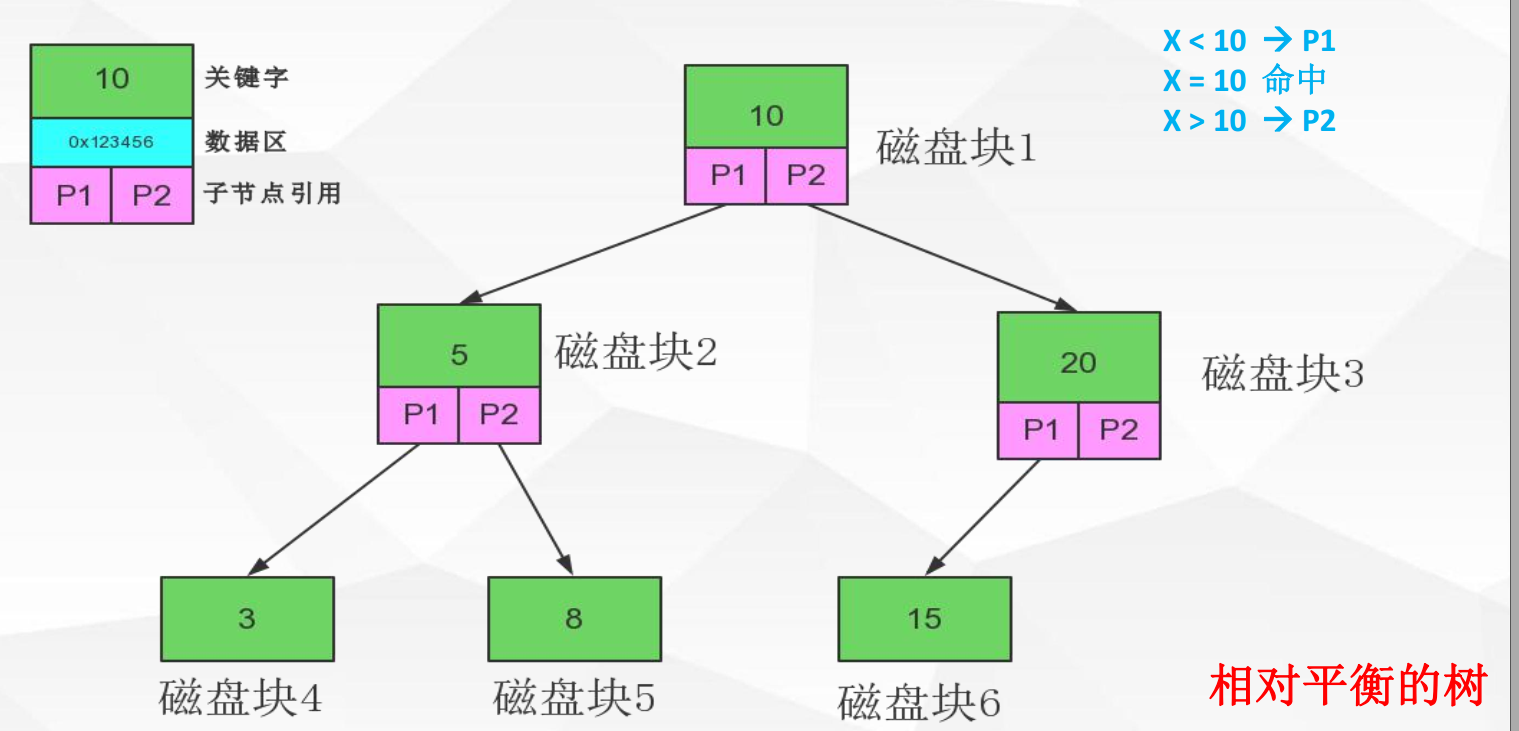 10 关键字
0x123456 数据区
P1 P2 子节点引用
X < 10 → P1
X = 10 命中
X > 10 → P2
10
P1 P2
磁盘块1
5
P1 P2
磁盘块2
20
P1 P2
磁盘块3
3
磁盘块4
8
磁盘块5
15
磁盘块6
相对平衡的树